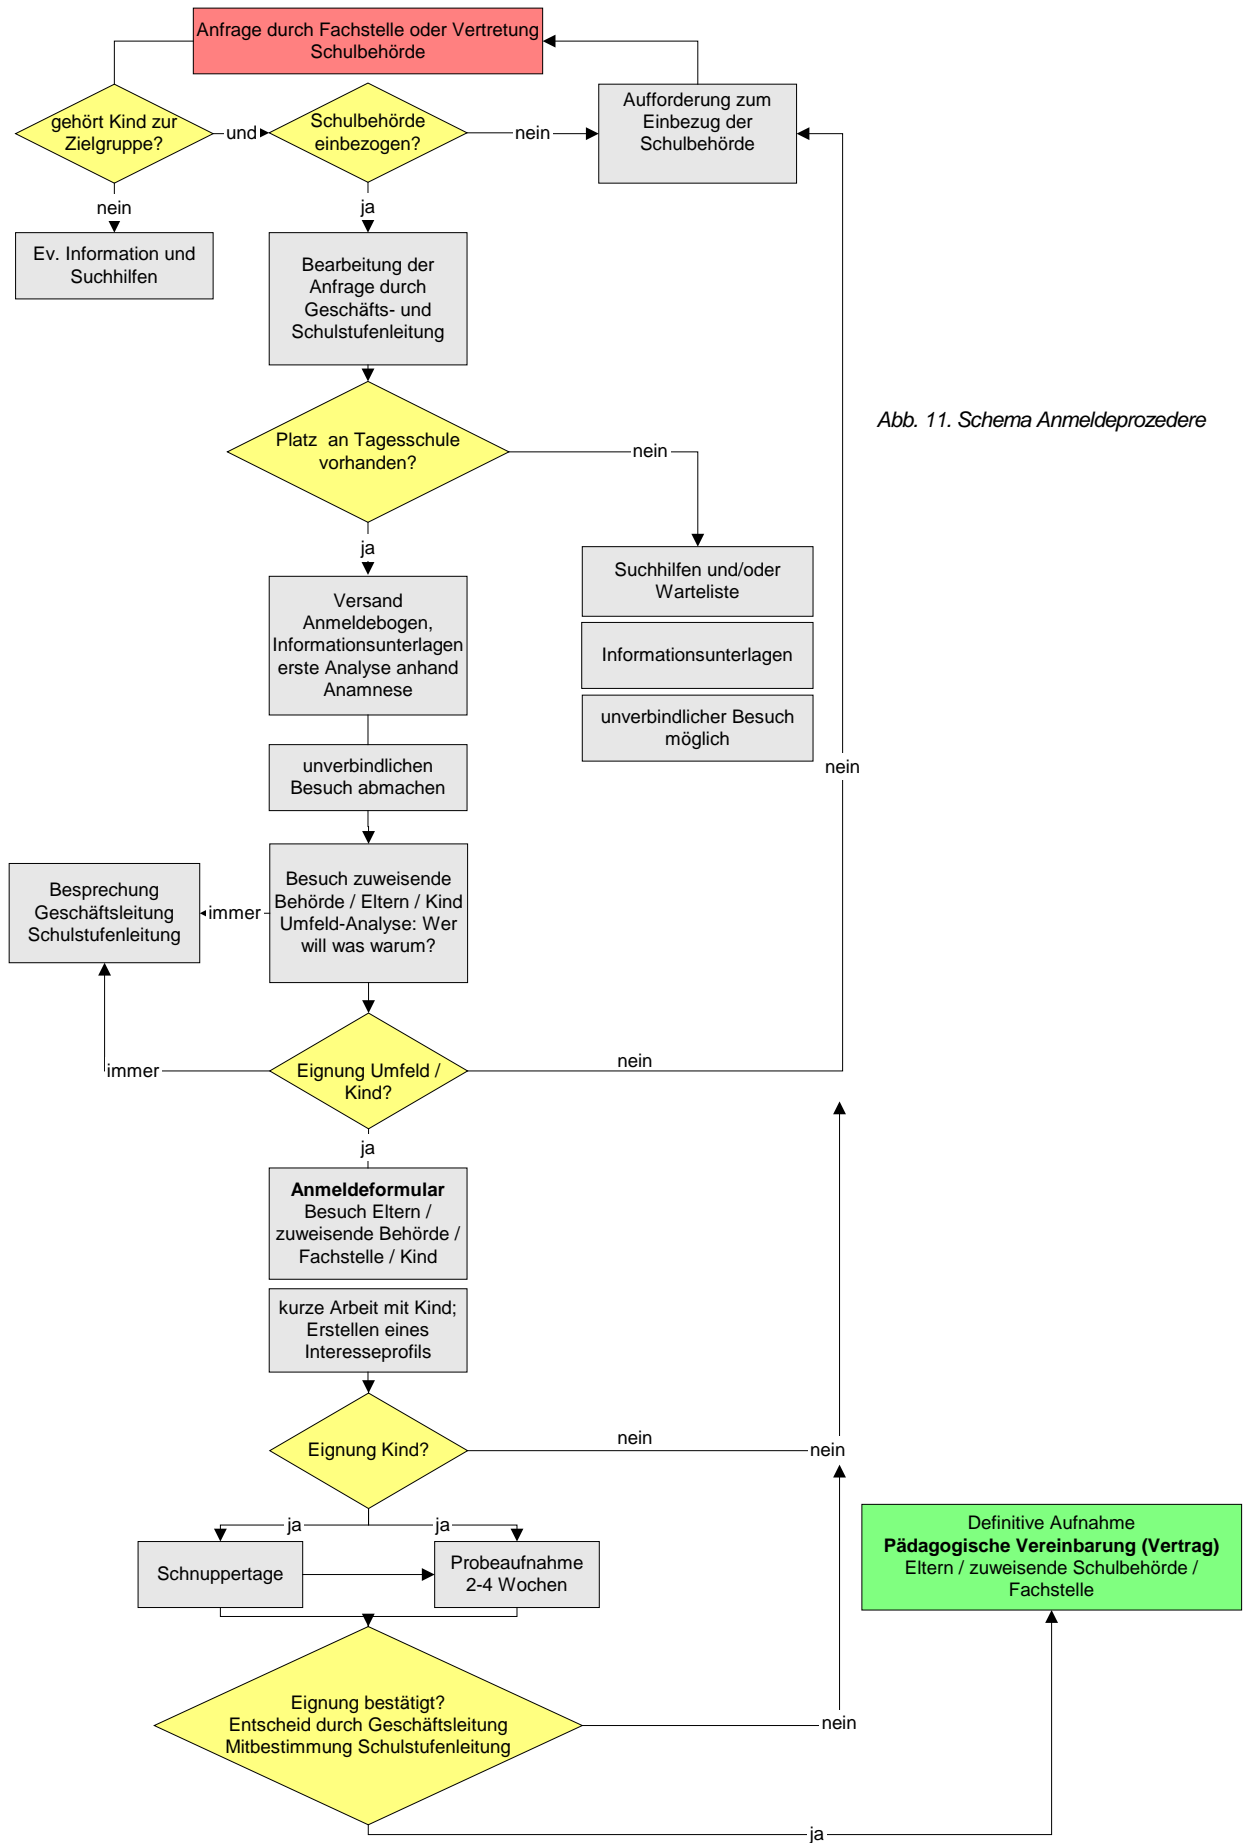 Anfrage durch Fachstelle oder Vertretung
Schulbehörde
gehört Kind zur
Zielgruppe?
und
Schulbehörde
einbezogen?
nein
Aufforderung zum
Einbezug der
Schulbehörde
nein
ja
Ev. Information und
Suchhilfen
Bearbeitung der
Anfrage durch
Geschäfts- und
Schulstufenleitung
Abb. 11. Schema Anmeldeprozedere
Platz  an Tagesschule
vorhanden?
nein
ja
Suchhilfen und/oder
Warteliste
Versand
Anmeldebogen,
Informationsunterlagen
erste Analyse anhand
Anamnese
Informationsunterlagen
unverbindlicher Besuch
möglich
unverbindlichen
Besuch abmachen
nein
Besprechung
Geschäftsleitung
Schulstufenleitung
immer
Besuch zuweisende
Behörde / Eltern / Kind
Umfeld-Analyse: Wer
will was warum?
immer
Eignung Umfeld /
Kind?
nein
ja
Anmeldeformular
Besuch Eltern /
zuweisende Behörde /
Fachstelle / Kind
kurze Arbeit mit Kind;
Erstellen eines
Interesseprofils
Eignung Kind?
nein
nein
ja
ja
Schnuppertage
Probeaufnahme
2-4 Wochen
Definitive Aufnahme
Pädagogische Vereinbarung (Vertrag)
Eltern / zuweisende Schulbehörde /
Fachstelle
Eignung bestätigt?
Entscheid durch Geschäftsleitung
Mitbestimmung Schulstufenleitung
nein
ja